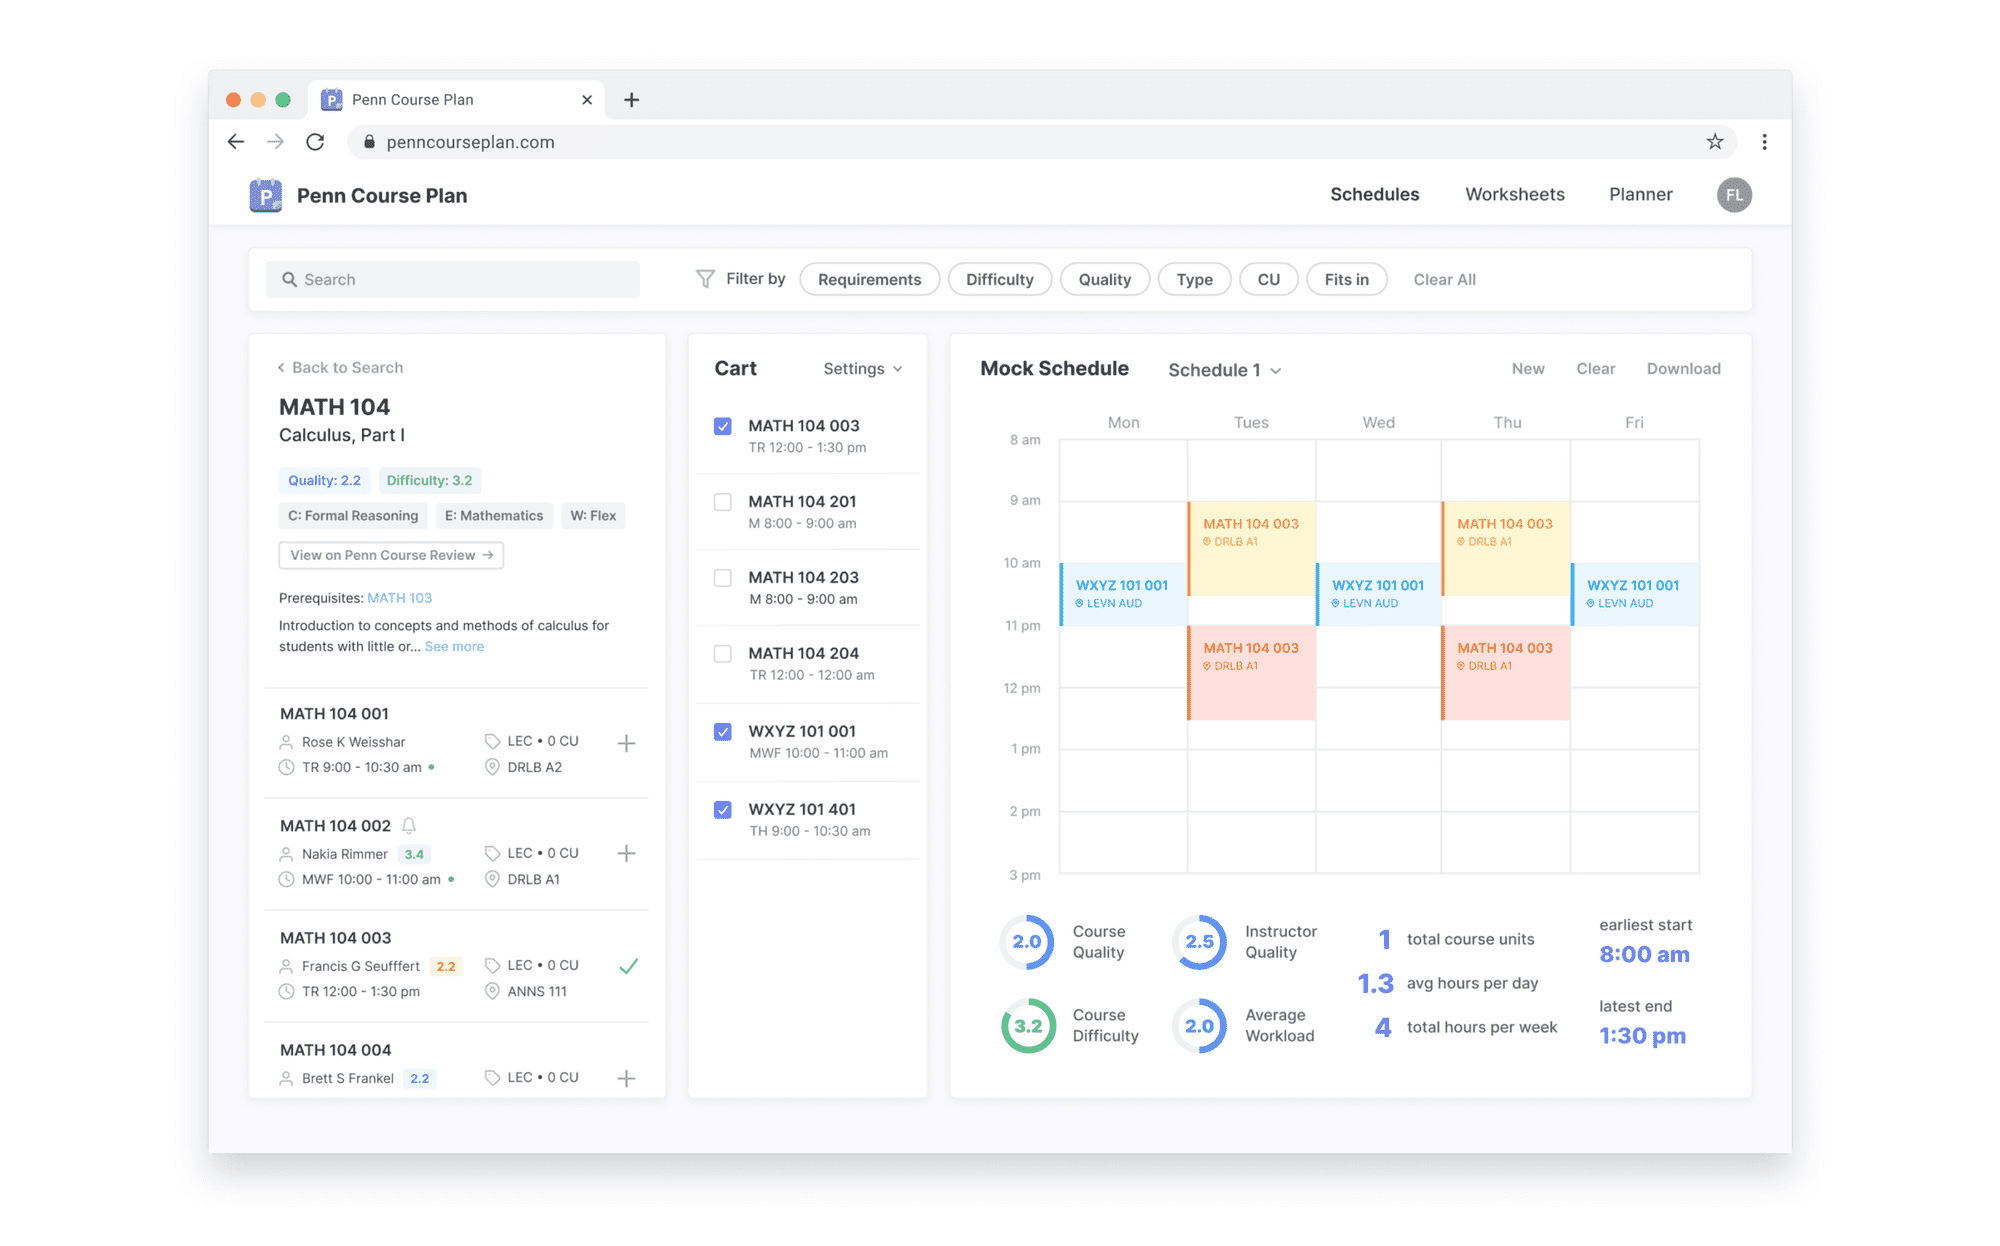 Penn Course Plan
penncourseplan.com
P Penn Course Plan
Schedules Worksheets Planner FL
Search
Filter by Requirements Difficulty Quality Type CU Fits in Clear All
Back to Search
MATH 104
Calculus, Part I
Quality: 2.2 Difficulty: 3.2
C: Formal Reasoning E: Mathematics W: Flex
View on Penn Course Review →
Prerequisites: MATH 103
Introduction to concepts and methods of calculus for
students with little or... See more
MATH 104 001
Rose K Weisshar LEC • 0 CU
TR 9:00 - 10:30 am DRLB A2
MATH 104 002
Nakia Rimmer 3.4 LEC • 0 CU
MWF 10:00 - 11:00 am DRLB A1
MATH 104 003
Francis G Seufffert 2.2 LEC • 0 CU
TR 12:00 - 1:30 pm ANNS 111
MATH 104 004
Brett S Frankel 2.2 LEC • 0 CU
Cart Settings
MATH 104 003
TR 12:00 - 1:30 pm
MATH 104 201
M 8:00 - 9:00 am
MATH 104 203
M 8:00 - 9:00 am
MATH 104 204
TR 12:00 - 12:00 am
WXYZ 101 001
MWF 10:00 - 11:00 am
WXYZ 101 401
TH 9:00 - 10:30 am
Mock Schedule Schedule 1 New Clear Download
Mon Tues Wed Thu Fri
8 am
9 am
MATH 104 003 MATH 104 003
DRLB A1 DRLB A1
10 am
WXYZ 101 001 WXYZ 101 001 WXYZ 101 001
LEVN AUD LEVN AUD LEVN AUD
11 pm
MATH 104 003 MATH 104 003
DRLB A1 DRLB A1
12 pm
1 pm
2 pm
3 pm
2.0 Course
Quality
2.5 Instructor
Quality
3.2 Course
Difficulty
2.0 Average
Workload
1 total course units
1.3 avg hours per day
4 total hours per week
earliest start
8:00 am
latest end
1:30 pm